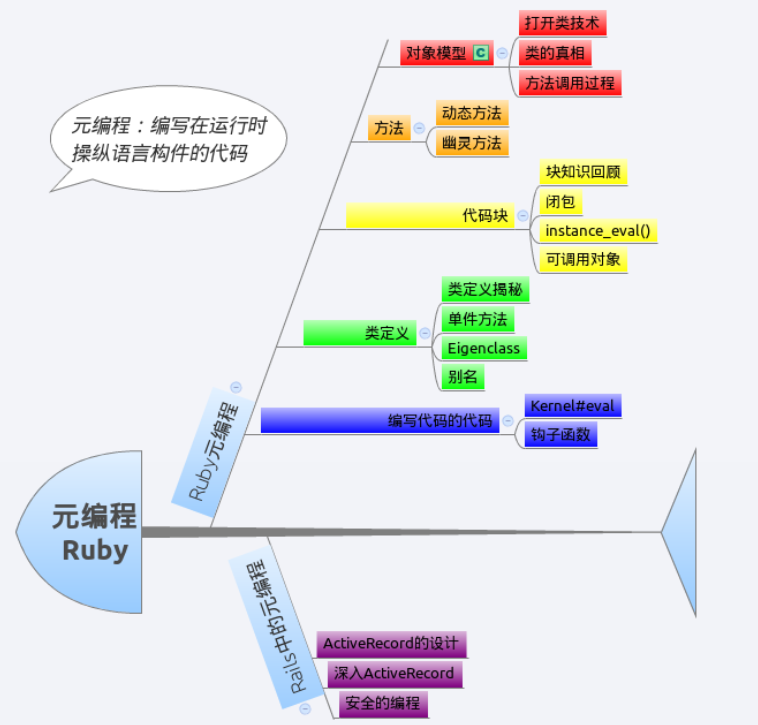 元编程：编写在运行时
操纵语言构件的代码
对象模型 C
打开类技术
类的真相
方法调用过程
方法
动态方法
幽灵方法
代码块
块知识回顾
闭包
instance_eval()
可调用对象
类定义
类定义揭秘
单件方法
Eigenclass
别名
编写代码的代码
Kernel#eval
钩子函数
Ruby元编程
元编程
Ruby
Rails中的元编程
ActiveRecord的设计
深入ActiveRecord
安全的编程